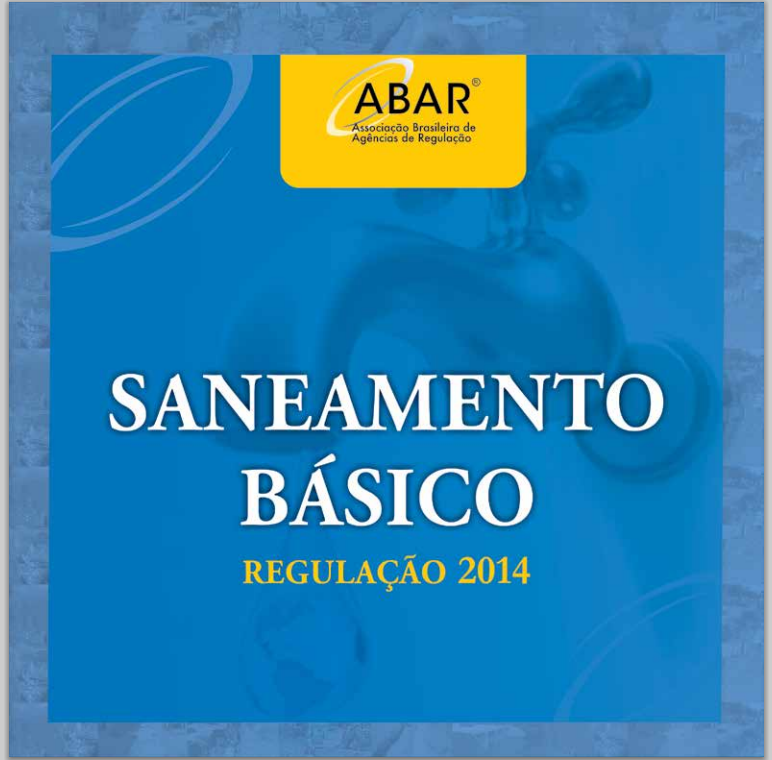 ABAR®
Associação Brasileira de
Agências de Regulação
SANEAMENTO
BÁSICO
REGULAÇÃO 2014